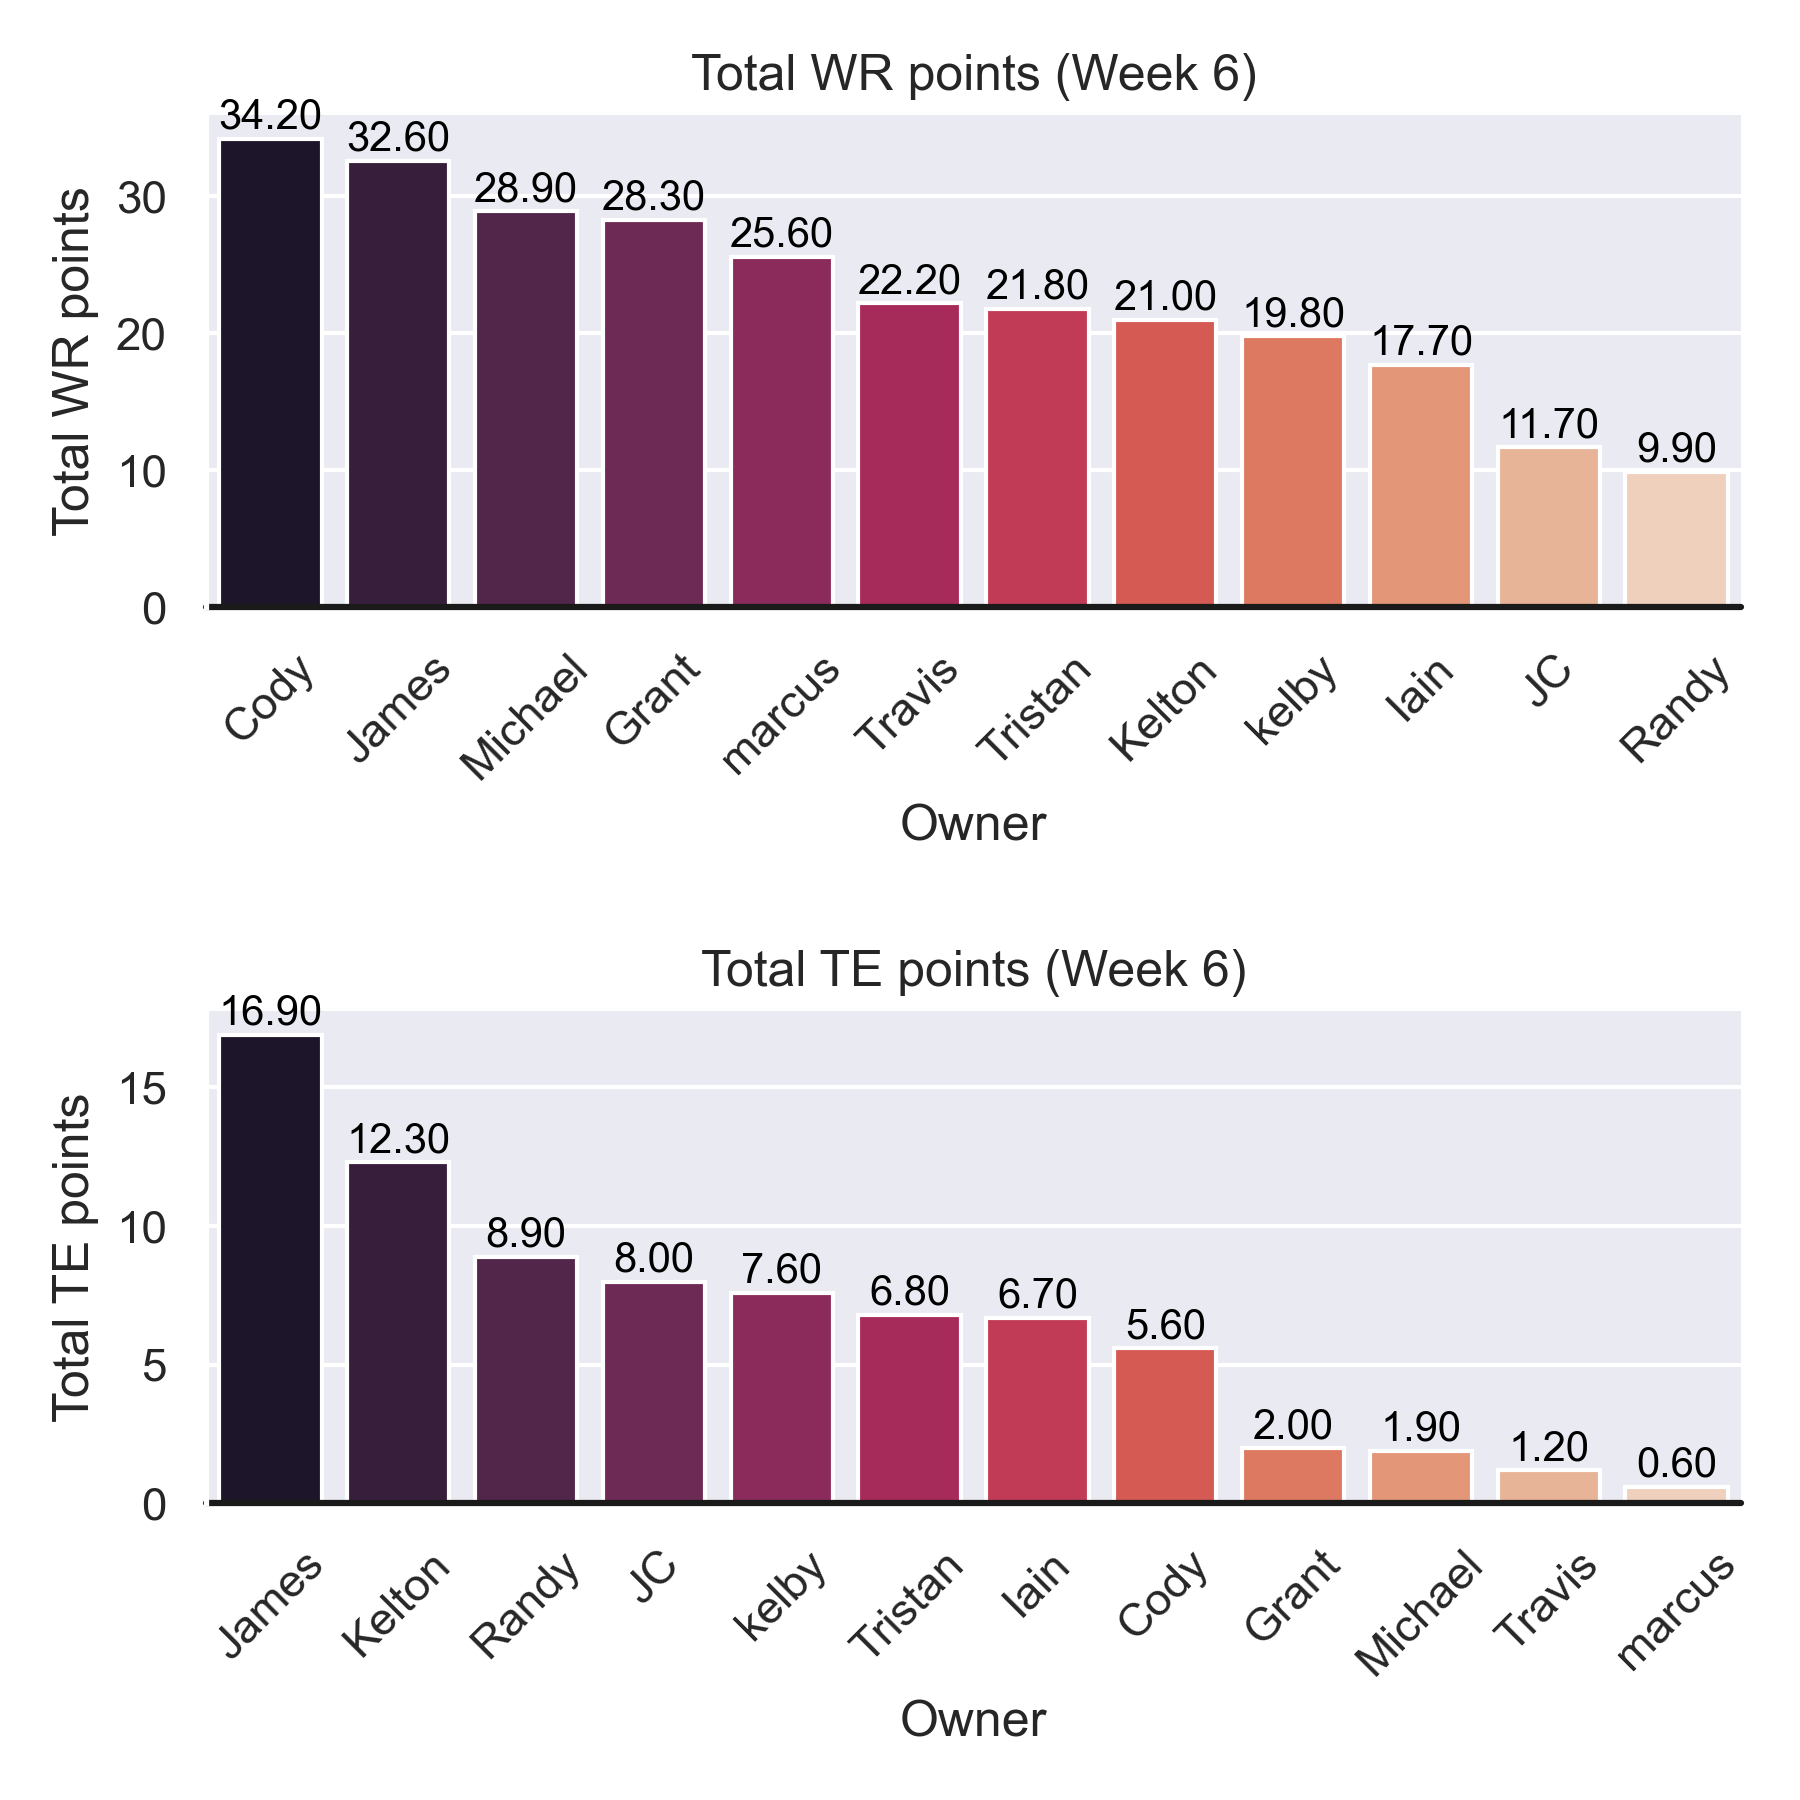 Total WR points (Week 6)
Total WR points
30
20
10
0
34.20
32.60
28.90
28.30
25.60
22.20
21.80
21.00
19.80
17.70
11.70
9.90
Cody
James
Michael
Grant
marcus
Travis
Tristan
Kelton
kelby
Iain
JC
Randy
Owner
Total TE points (Week 6)
Total TE points
15
10
5
0
16.90
12.30
8.90
8.00
7.60
6.80
6.70
5.60
2.00
1.90
1.20
0.60
James
Kelton
Randy
JC
kelby
Tristan
Iain
Cody
Grant
Michael
Travis
marcus
Owner